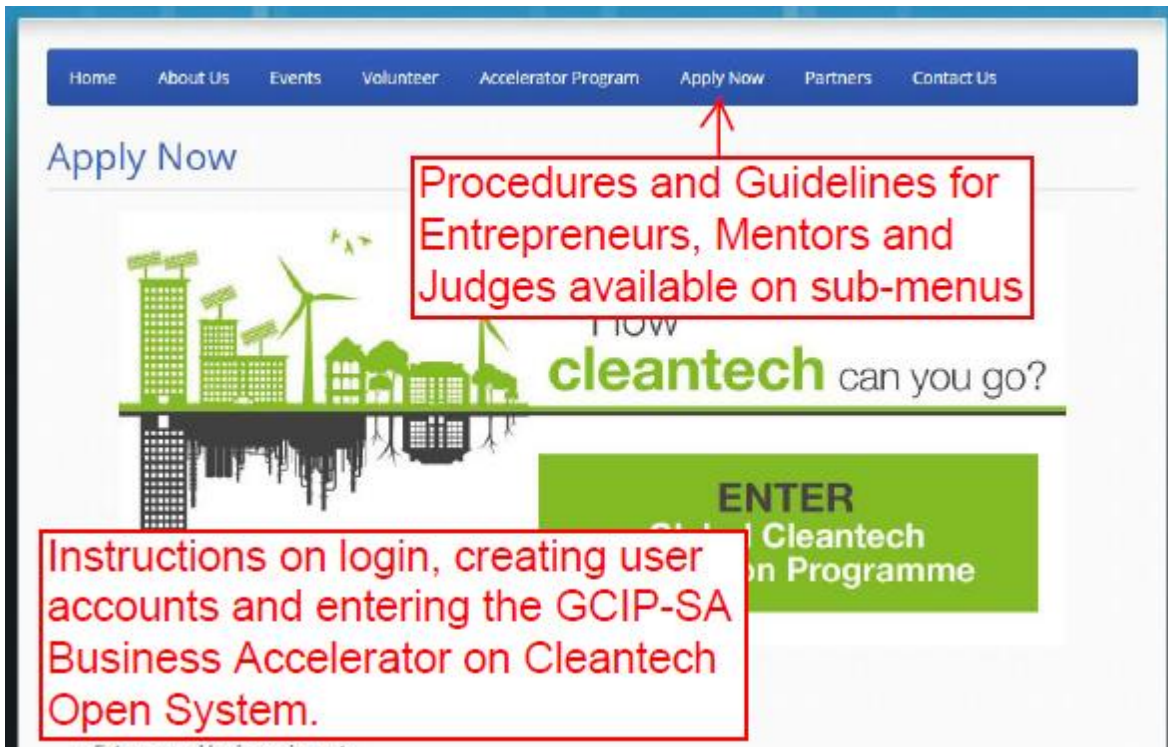 Home About Us Events Volunteer Accelerator Program Apply Now Partners Contact Us
Apply Now
Procedures and Guidelines for
Entrepreneurs, Mentors and
Judges available on sub-menus
How
cleantech can you go?
ENTER
Cleantech
Programme
Instructions on login, creating user
accounts and entering the GCIP-SA
Business Accelerator on Cleantech
Open System.